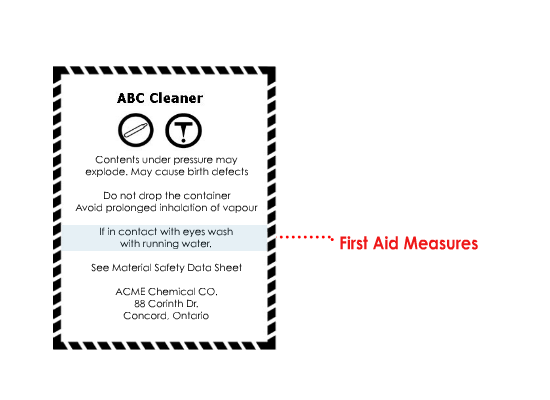 ABC Cleaner
Contents under pressure may
explode. May cause birth defects
Do not drop the container
Avoid prolonged inhalation of vapour
If in contact with eyes wash
with running water.
First Aid Measures
See Material Safety Data Sheet
ACME Chemical CO.
88 Corinth Dr.
Concord, Ontario